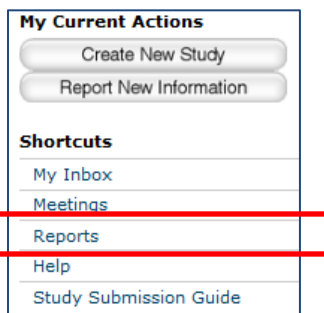 My Current Actions
Create New Study
Report New Information
Shortcuts
My Inbox
Meetings
Reports
Help
Study Submission Guide